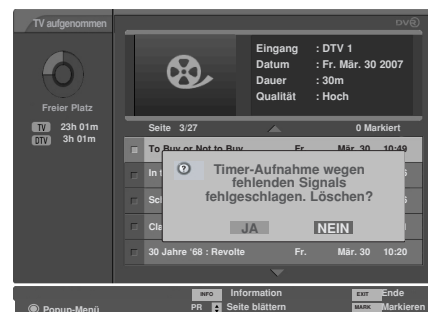 TV aufgenommen
DVR
Eingang : DTV 1
Datum : Fr. Mär. 30 2007
Dauer : 30m
Qualität : Hoch
Freier Platz
TV 23h 01m
DTV 3h 01m
Seite 3/27 0 Markiert
To Buy or Not to Buy Fr. Mär. 30 10:49
Timer-Aufnahme wegen
fehlenden Signals
fehlgeschlagen. Löschen?
JA NEIN
30 Jahre ‘68 : Revolte Fr. Mär. 30 10:20
INFO Information EXIT Ende
Popup-Menü PR Seite blättern MARK Markieren